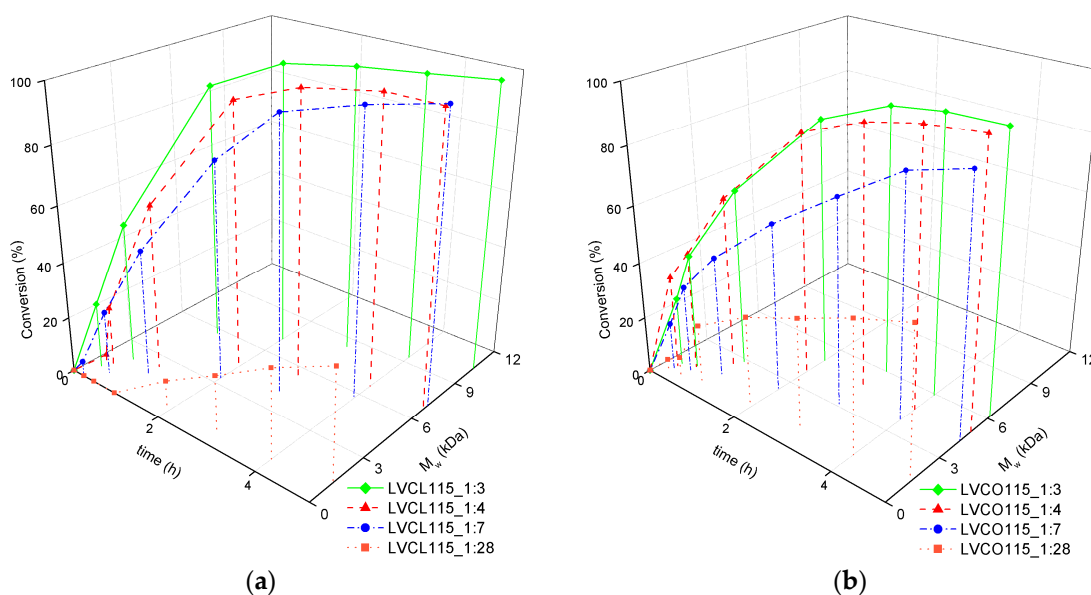 100
80
60
40
20
0
0
2
4
0
3
6
9
12
Conversion (%)
time (h)
Mw (kDa)
LVCL115_1:3
LVCL115_1:4
LVCL115_1:7
LVCL115_1:28
(a)
100
80
60
40
20
0
0
2
4
0
3
6
9
12
Conversion (%)
time (h)
Mw (kDa)
LVCO115_1:3
LVCO115_1:4
LVCO115_1:7
LVCO115_1:28
(b)